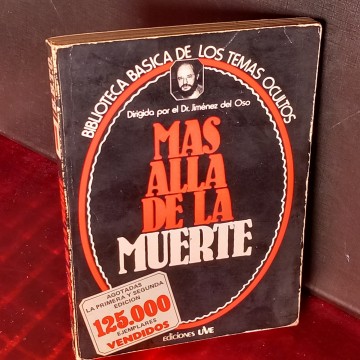 BIBLIOTECA BASICA DE LOS TEMAS OCULTOS
Dirigida por el Dr. Jiménez del Oso
MAS
ALLA
DE LA
MUERTE
AGOTADAS
LA PRIMERA Y SEGUNDA
EDICION
125.000
EJEMPLARES
VENDIDOS
EDICIONES UVE